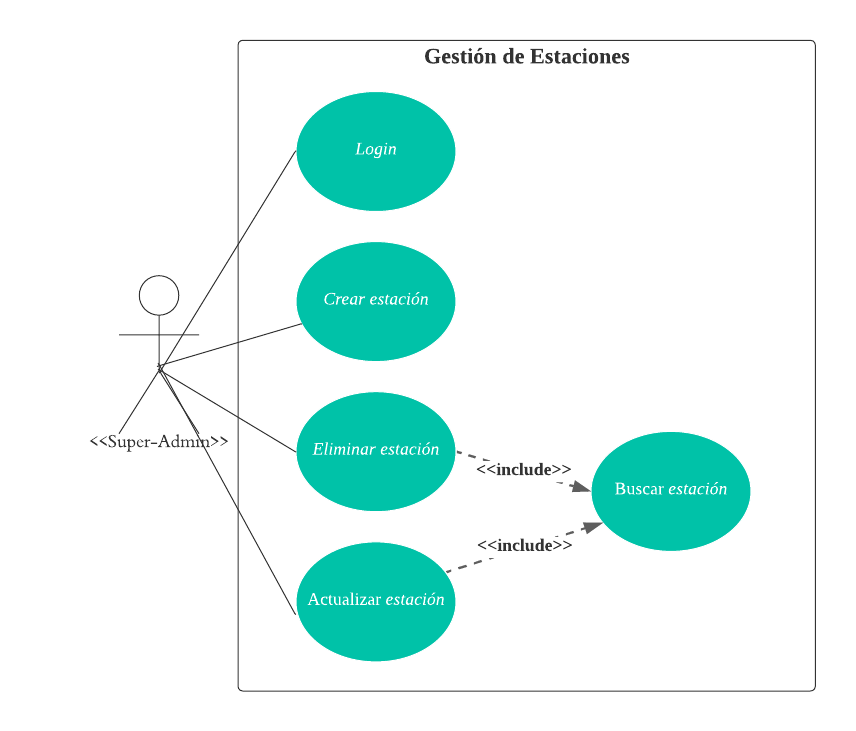 Gestión de Estaciones
Login
Crear estación
<<Super-Admin>>
Eliminar estación
<<include>>
Buscar estación
<<include>>
Actualizar estación